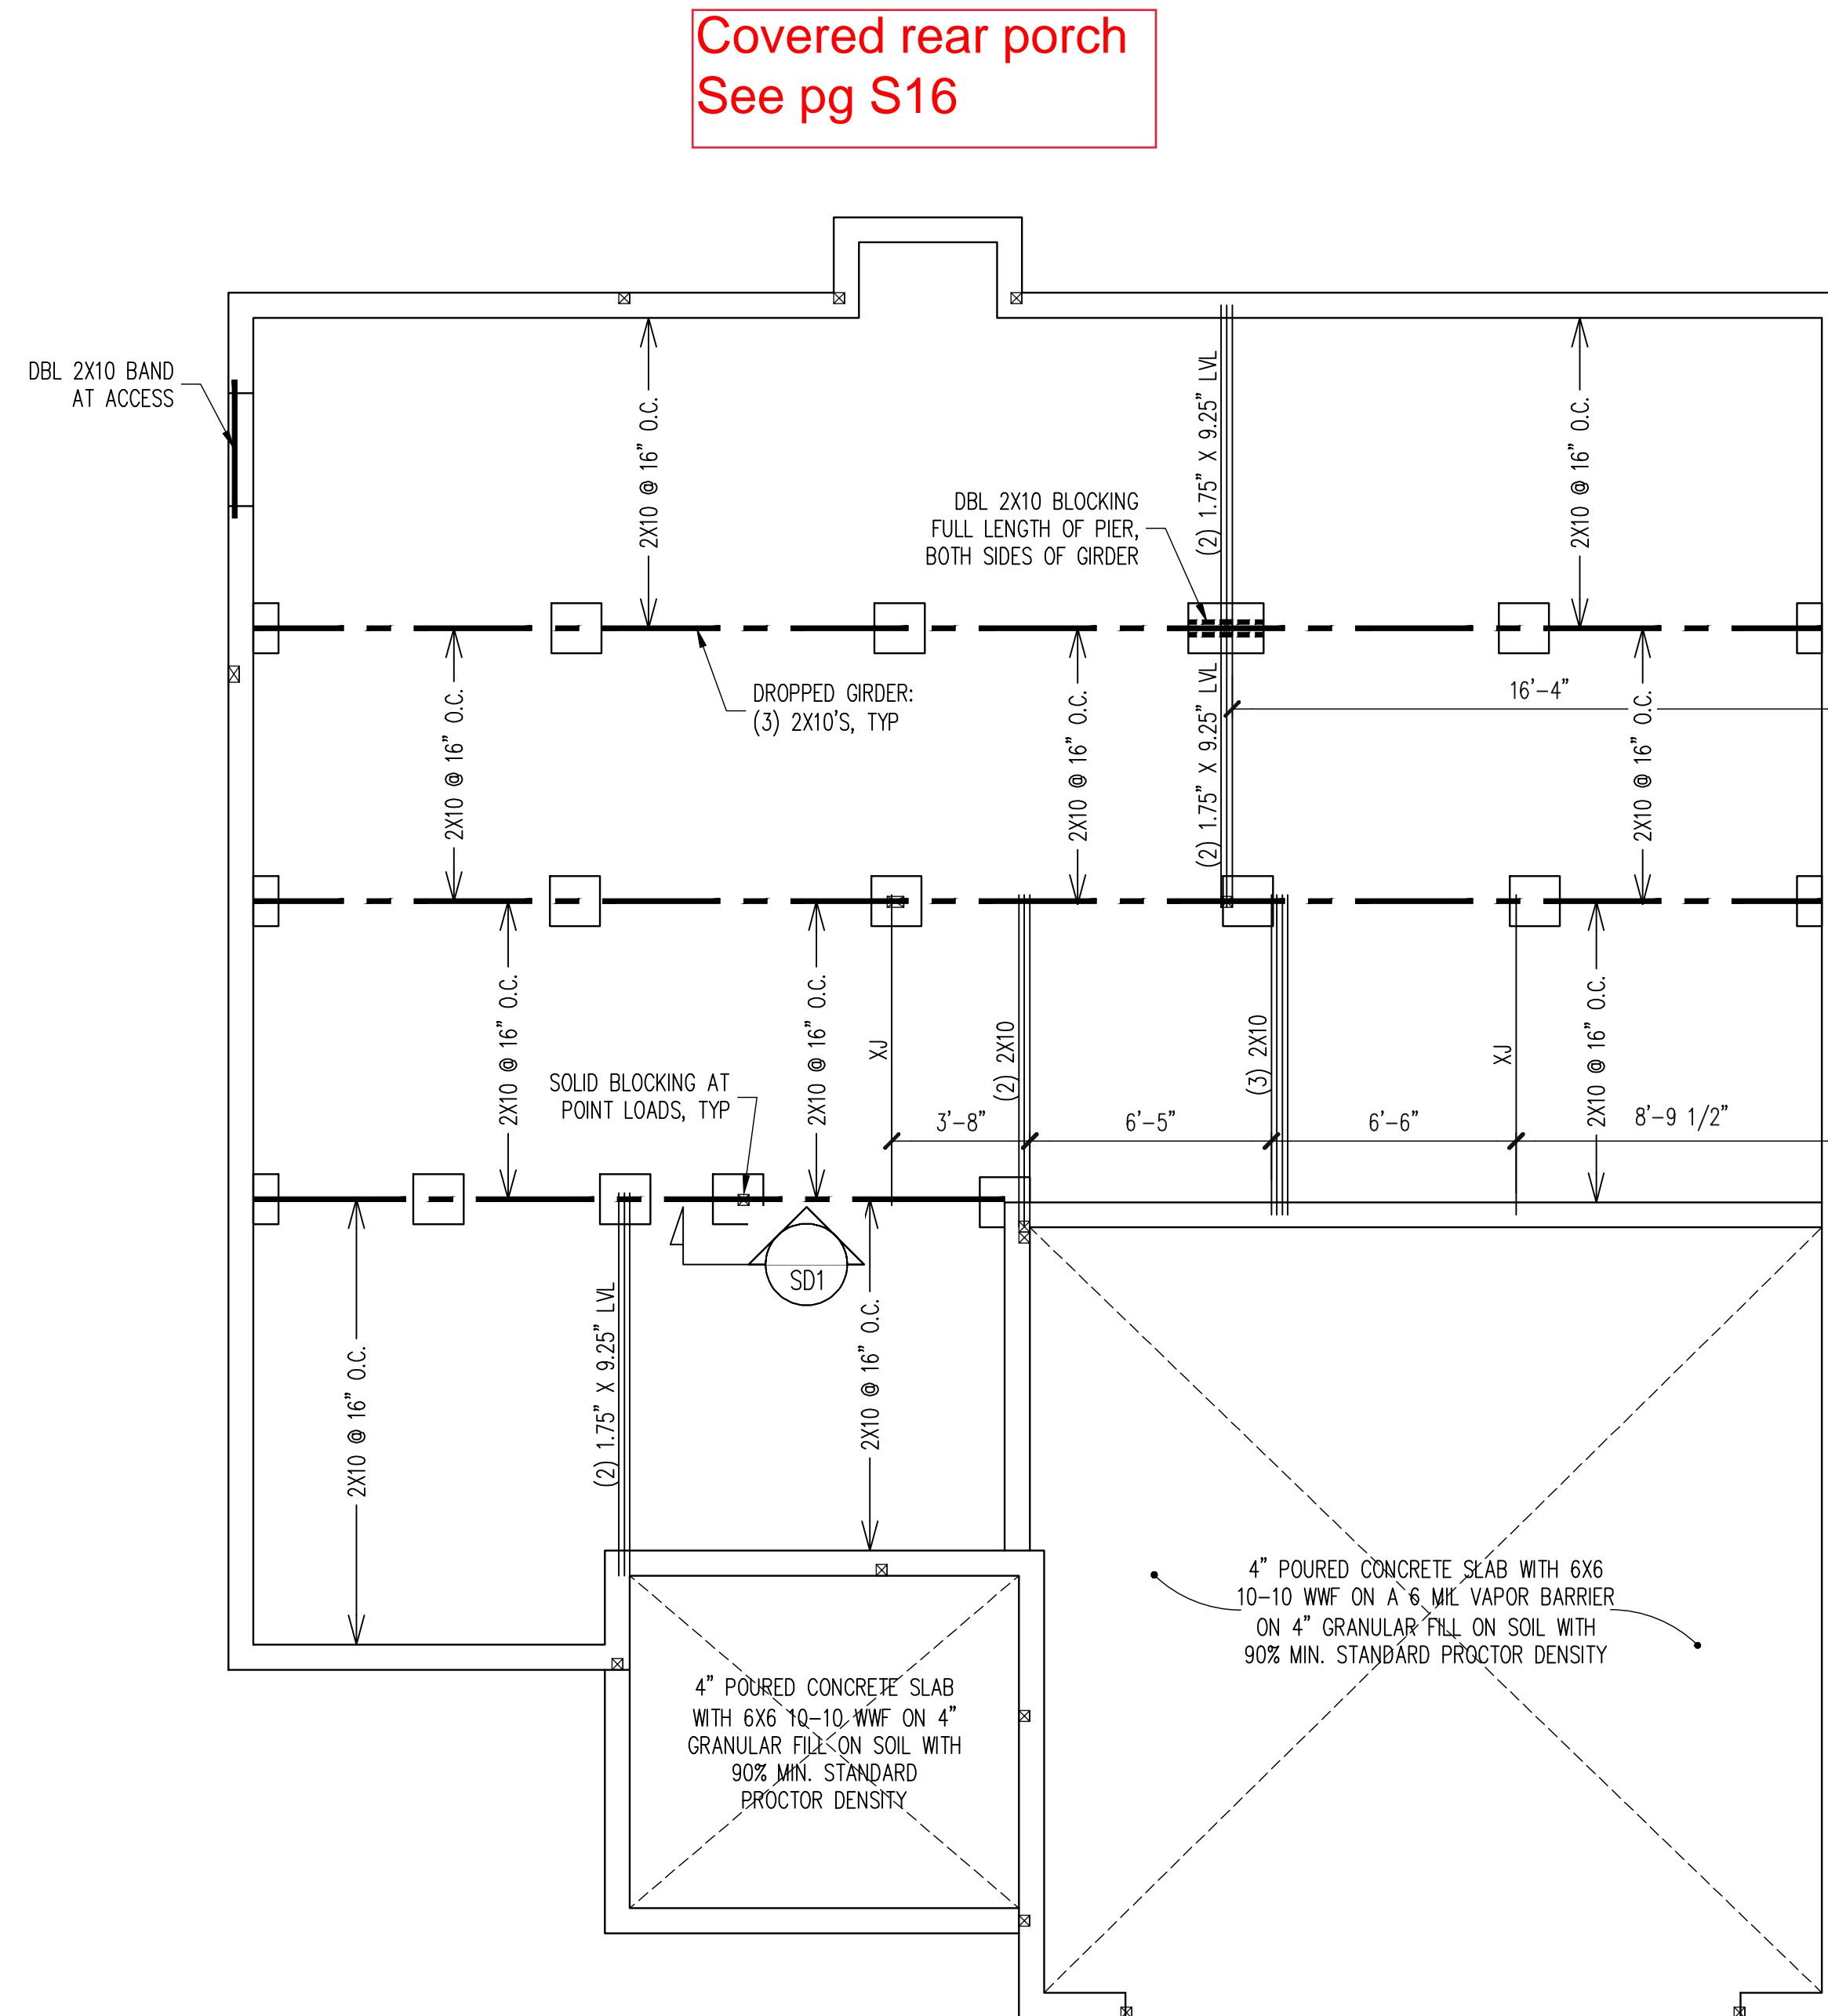 Covered rear porch
See pg S16
DBL 2X10 BAND
AT ACCESS
2X10 @ 16" O.C.
(2) 1.75" X 9.25" LVL
2X10 @ 16" O.C.
DBL 2X10 BLOCKING
FULL LENGTH OF PIER,
BOTH SIDES OF GIRDER
DROPPED GIRDER:
(3) 2X10'S, TYP
16'-4"
2X10 @ 16" O.C.
2X10 @ 16" O.C.
(2) 1.75" X 9.25" LVL
2X10 @ 16" O.C.
2X10 @ 16" O.C.
SOLID BLOCKING AT
POINT LOADS, TYP
2X10 @ 16" O.C.
XJ
(2) 2X10
(3) 2X10
XJ
2X10 @ 16" O.C.
3'-8"
6'-5"
6'-6"
8'-9 1/2"
SD1
2X10 @ 16" O.C.
(2) 1.75" X 9.25" LVL
2X10 @ 16" O.C.
4" POURED CONCRETE SLAB WITH 6X6
10-10 WWF ON A 6 MIL VAPOR BARRIER
ON 4" GRANULAR FILL ON SOIL WITH
90% MIN. STANDARD PROCTOR DENSITY
4" POURED CONCRETE SLAB
WITH 6X6 10-10 WWF ON 4"
GRANULAR FILL ON SOIL WITH
90% MIN. STANDARD
PROCTOR DENSITY